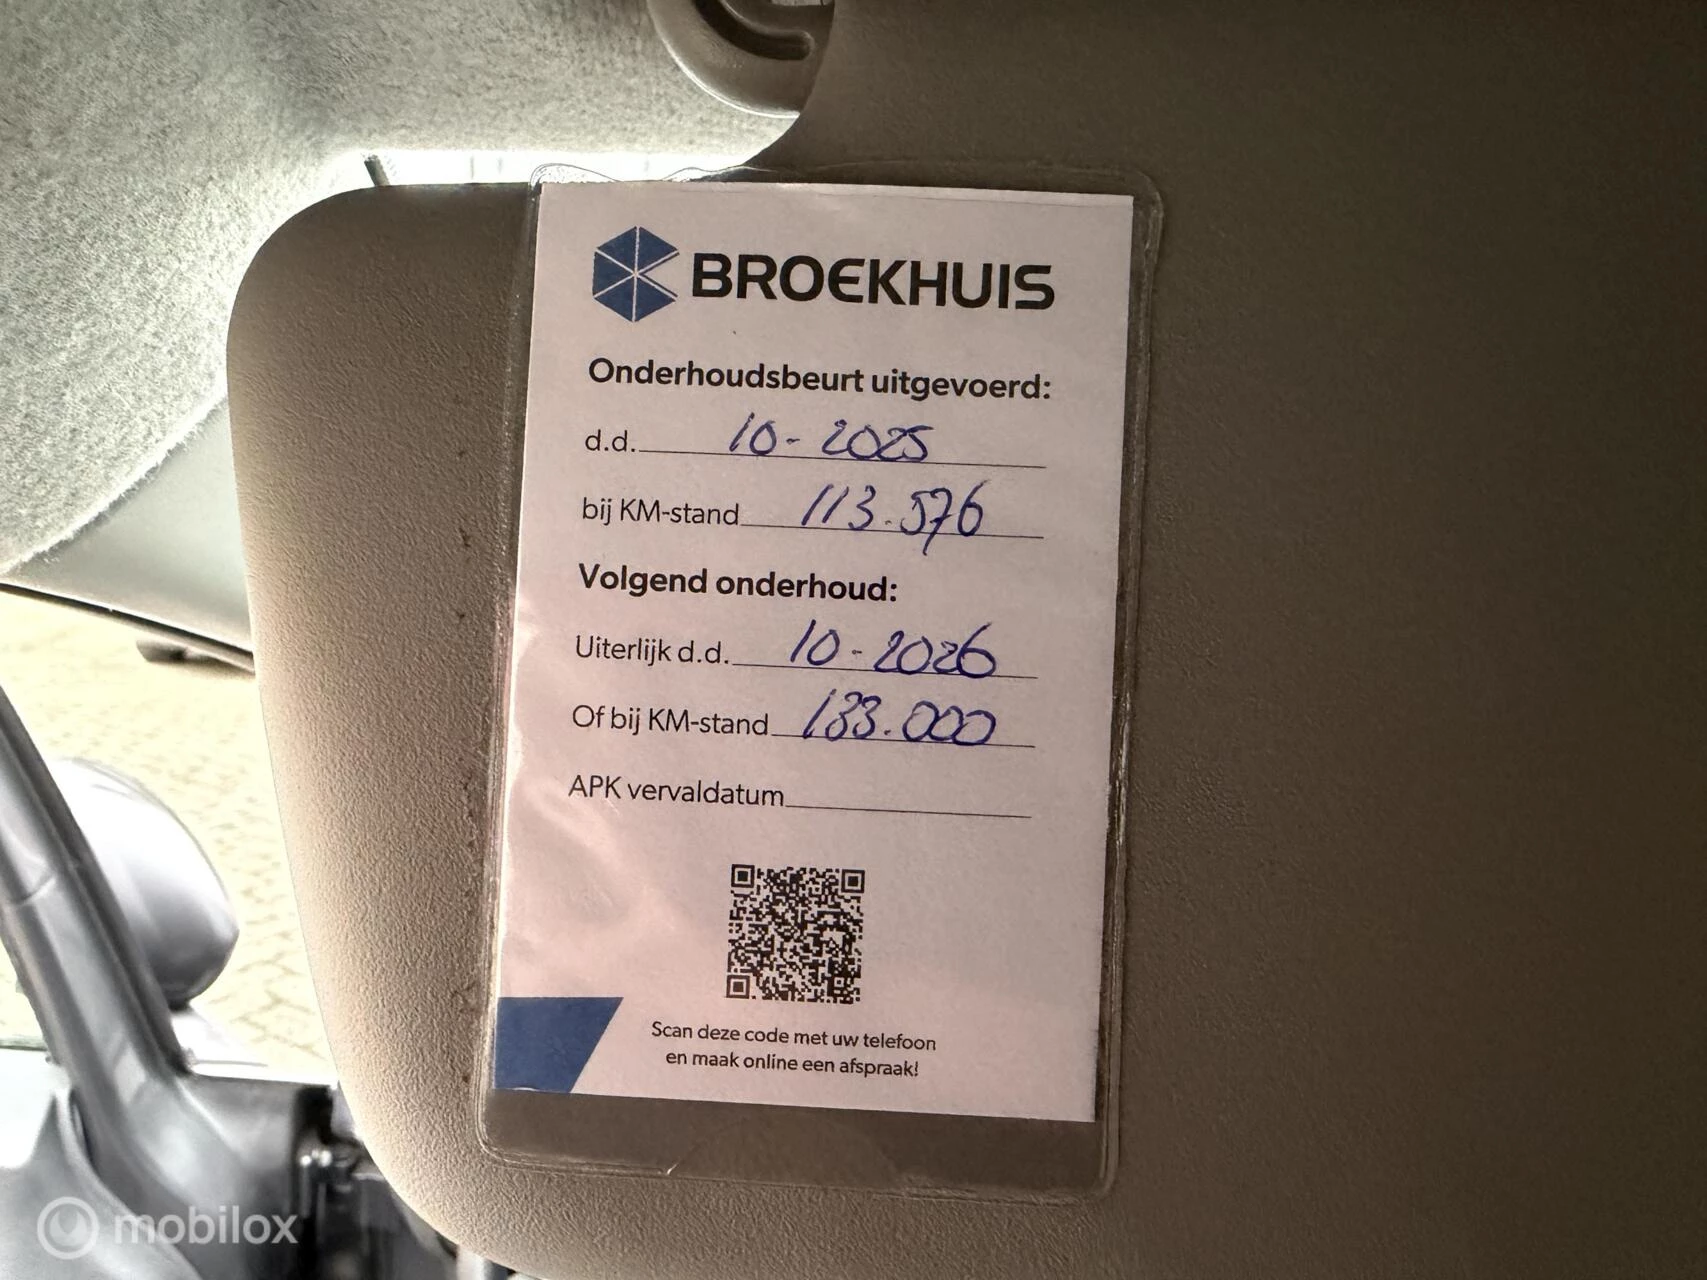 BROEKHUIS
Onderhoudsbeurt uitgevoerd:
d.d. 10-2025
bij KM-stand 113.576
Volgend onderhoud:
Uiterlijk d.d. 10-2026
Of bij KM-stand 133.000
APK vervaldatum
Scan deze code met uw telefoon
en maak online een afspraak!
mobilox